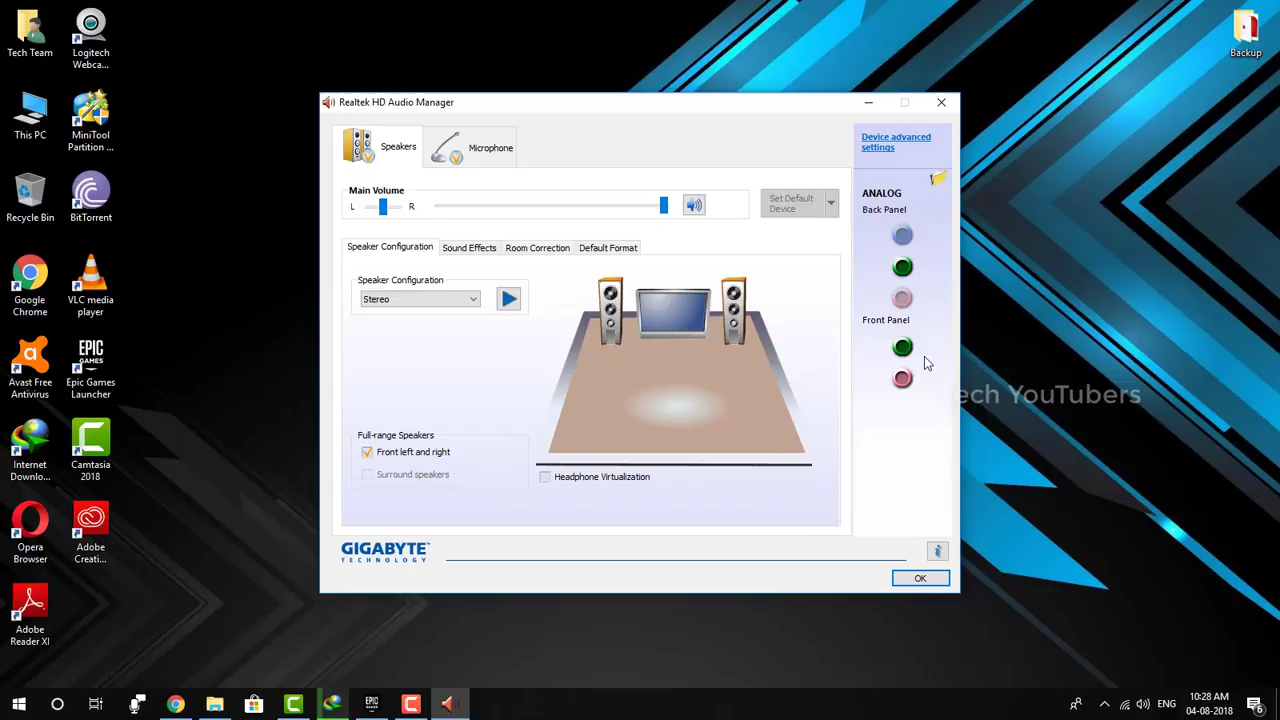 Tech Team
Logitech
Webca...
Backup
This PC
MiniTool
Partition ...
Recycle Bin
BitTorrent
Google
Chrome
VLC media
player
Avast Free
Antivirus
Epic Games
Launcher
EPIC
GAMES
Internet
Downlo...
Camtasia
2018
Opera
Browser
Adobe
Creati...
Adobe
Reader XI
Realtek HD Audio Manager
Speakers
Microphone
Device advanced
settings
Main Volume
L
R
Set Default
Device
ANALOG
Back Panel
Speaker Configuration
Sound Effects
Room Correction
Default Format
Speaker Configuration
Stereo
Front Panel
ech YouTubers
Full-range Speakers
Front left and right
Surround speakers
Headphone Virtualization
GIGABYTE™
TECHNOLOGY
OK
10:28 AM
04-08-2018
6